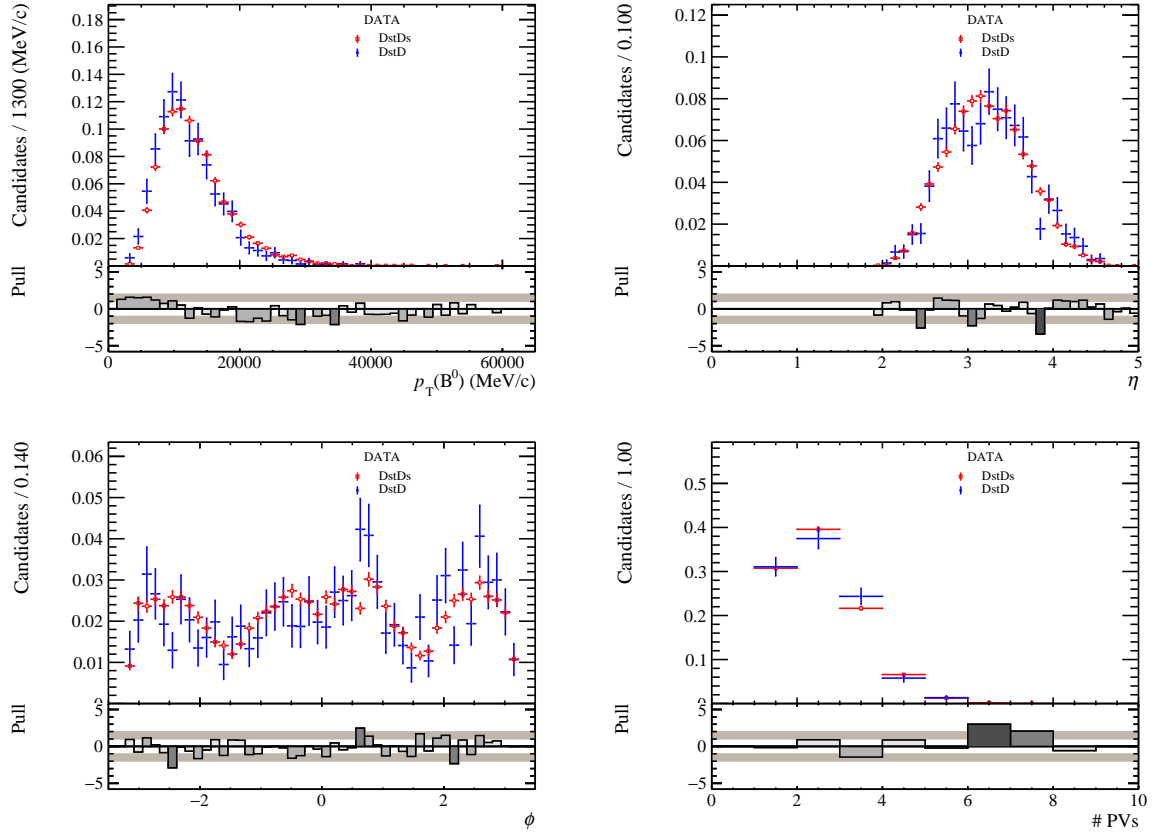 Candidates / 1300 (MeV/c)
0.18
0.16
0.14
0.12
0.1
0.08
0.06
0.04
0.02
0
DATA
DstDs
DstD
Pull
5
0
−5
0
20000
40000
60000
p_T(B^0) (MeV/c)
Candidates / 0.100
0.12
0.1
0.08
0.06
0.04
0.02
0
DATA
DstDs
DstD
Pull
5
0
−5
0
1
2
3
4
5
η
Candidates / 0.140
0.06
0.05
0.04
0.03
0.02
0.01
0
DATA
DstDs
DstD
Pull
5
0
−5
−2
0
2
ϕ
Candidates / 1.00
0.5
0.4
0.3
0.2
0.1
0
DATA
DstDs
DstD
Pull
5
0
−5
0
2
4
6
8
10
# PVs